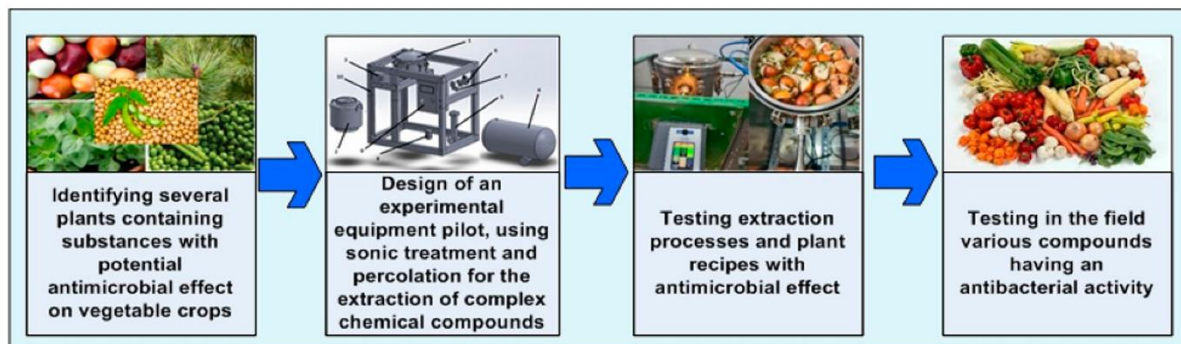 Identifying several
plants containing
substances with
potential
antimicrobial effect
on vegetable crops
Design of an
experimental
equipment pilot, using
sonic treatment and
percolation for the
extraction of complex
chemical compounds
Testing extraction
processes and plant
recipes with
antimicrobial effect
Testing in the field
various compounds
having an
antibacterial activity